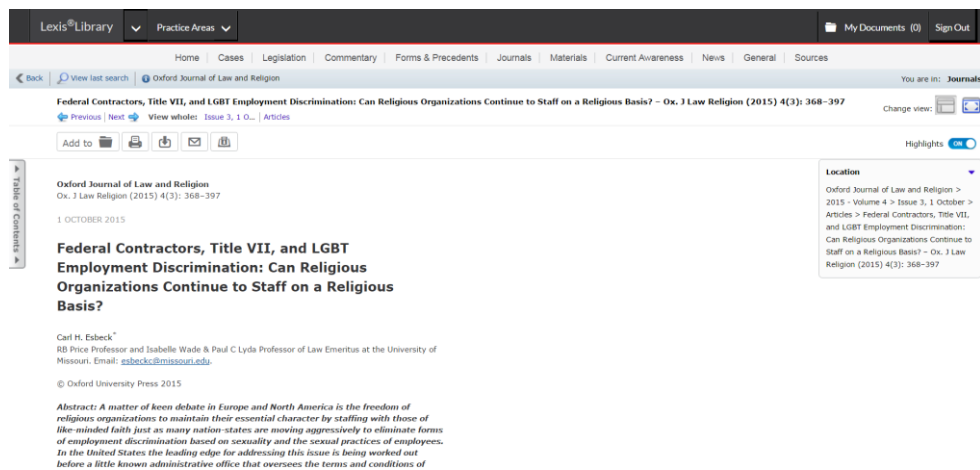 Lexis®Library Practice Areas My Documents (0) Sign Out
Home Cases Legislation Commentary Forms & Precedents Journals Materials Current Awareness News General Sources
Back View last search Oxford Journal of Law and Religion You are in: Journals
Federal Contractors, Title VII, and LGBT Employment Discrimination: Can Religious Organizations Continue to Staff on a Religious Basis? – Ox. J Law Religion (2015) 4(3): 368–397
Change view:
Previous Next View whole: Issue 3, 1 O... Articles
Add to
Highlights ON
Table of Contents
Oxford Journal of Law and Religion
Ox. J Law Religion (2015) 4(3): 368–397
1 OCTOBER 2015
Federal Contractors, Title VII, and LGBT
Employment Discrimination: Can Religious
Organizations Continue to Staff on a Religious
Basis?
Carl H. Esbeck*
RB Price Professor and Isabelle Wade & Paul C Lyda Professor of Law Emeritus at the University of
Missouri. Email: esbeckc@missouri.edu.
© Oxford University Press 2015
Abstract: A matter of keen debate in Europe and North America is the freedom of
religious organizations to maintain their essential character by staffing with those of
like-minded faith just as many nation-states are moving aggressively to eliminate forms
of employment discrimination based on sexuality and the sexual practices of employees.
In the United States the leading edge for addressing this issue is being worked out
before a little known administrative office that oversees the terms and conditions of
Location
Oxford Journal of Law and Religion >
2015 - Volume 4 > Issue 3, 1 October >
Articles > Federal Contractors, Title VII,
and LGBT Employment Discrimination:
Can Religious Organizations Continue to
Staff on a Religious Basis? – Ox. J Law
Religion (2015) 4(3): 368–397